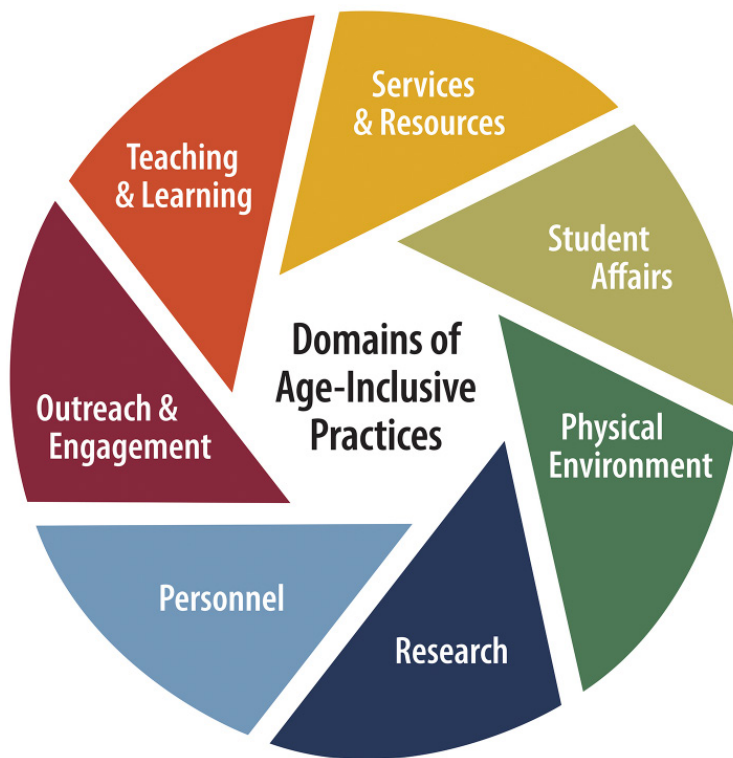 Domains of
Age-Inclusive
Practices
Services
& Resources
Student
Affairs
Physical
Environment
Research
Personnel
Outreach &
Engagement
Teaching
& Learning